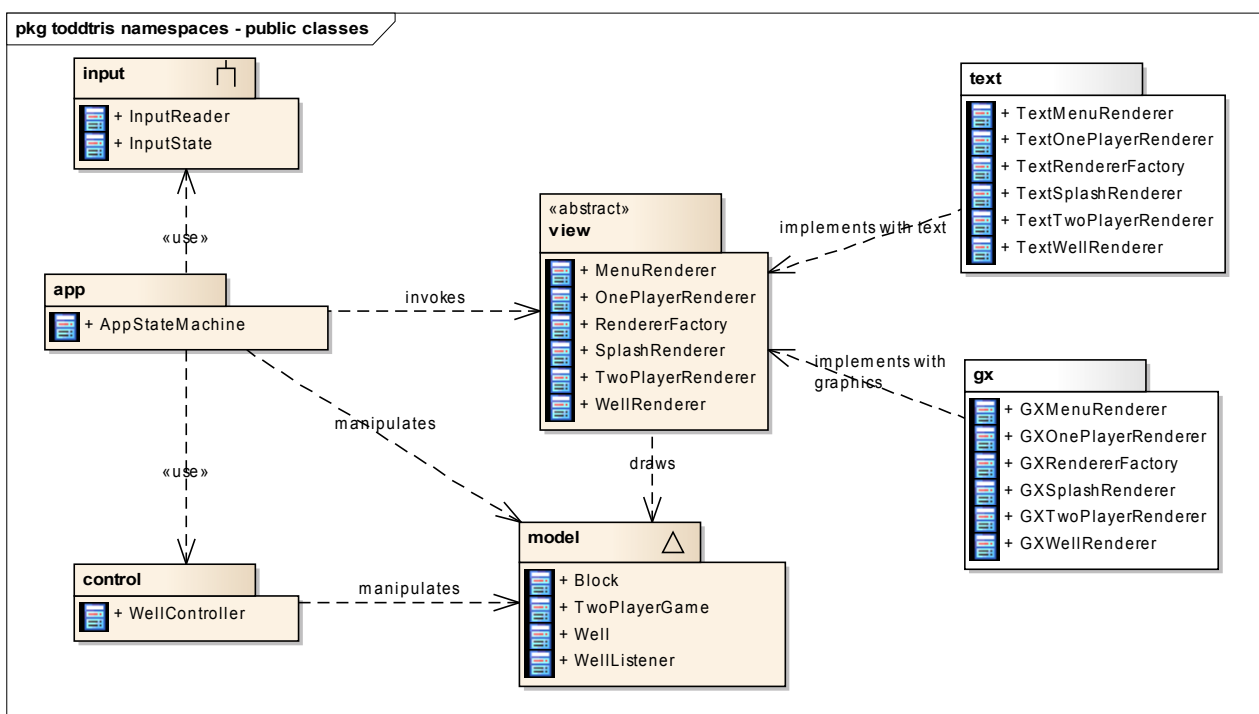 pkg toddtris namespaces - public classes
input
+ InputReader
+ InputState
«use»
app
+ AppStateMachine
invokes
manipulates
«use»
control
+ WellController
manipulates
«abstract»
view
+ MenuRenderer
+ OnePlayerRenderer
+ RendererFactory
+ SplashRenderer
+ TwoPlayerRenderer
+ WellRenderer
draws
model
+ Block
+ TwoPlayerGame
+ Well
+ WellListener
implements with text
text
+ TextMenuRenderer
+ TextOnePlayerRenderer
+ TextRendererFactory
+ TextSplashRenderer
+ TextTwoPlayerRenderer
+ TextWellRenderer
implements with
graphics
gx
+ GXMenuRenderer
+ GXOnePlayerRenderer
+ GXRendererFactory
+ GXSplashRenderer
+ GXTwoPlayerRenderer
+ GXWellRenderer